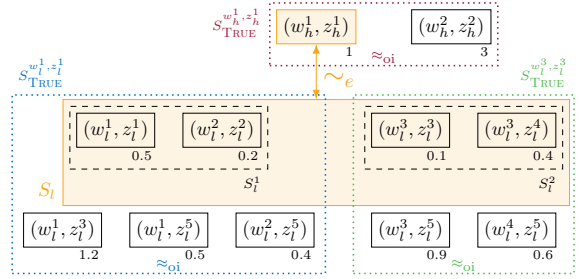 S_TRUE^{w_h^1, z_h^1} (w_h^1, z_h^1) (w_h^2, z_h^2)
1 ≈_oi 3
S_TRUE^{w_l^1, z_l^1} ∼_e S_TRUE^{w_l^3, z_l^3}
(w_l^1, z_l^1) (w_l^2, z_l^2) (w_l^3, z_l^3) (w_l^3, z_l^4)
0.5 0.2 0.1 0.4
S_l S_l^1 S_l^2
(w_l^1, z_l^3) (w_l^1, z_l^5) (w_l^2, z_l^5) (w_l^3, z_l^5) (w_l^4, z_l^5)
1.2 0.5 0.4 0.9 0.6
≈_oi ≈_oi